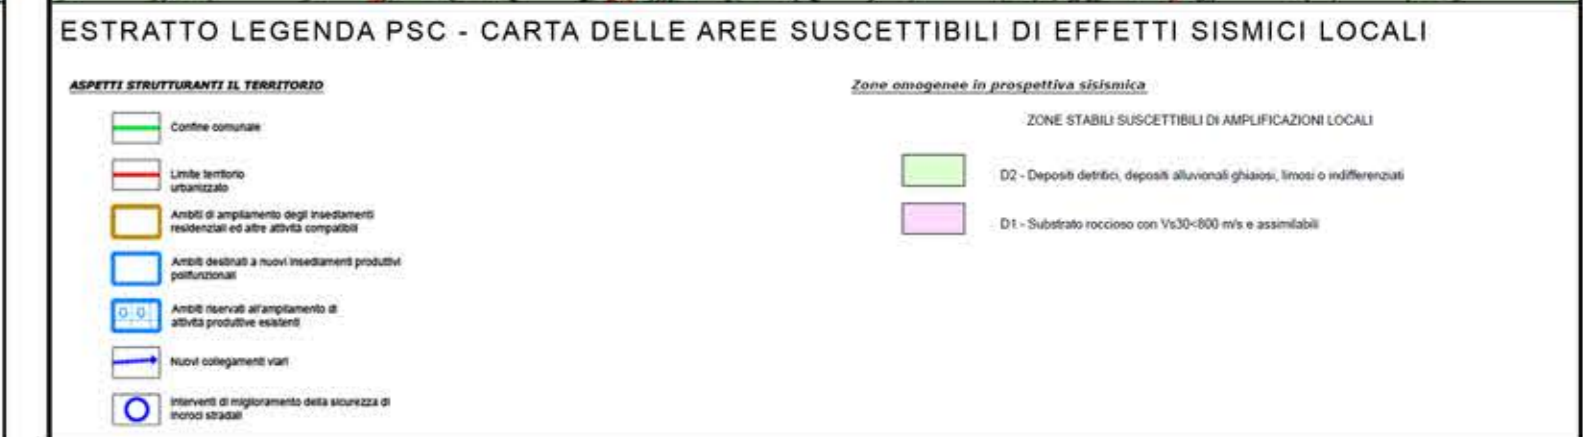 ESTRATTO LEGENDA PSC - CARTA DELLE AREE SUSCETTIBILI DI EFFETTI SISMICI LOCALI
ASPETTI STRUTTURANTI IL TERRITORIO
Confine comunale
Limite territorio
urbanizzato
Ambiti di ampliamento degli insediamenti
residenziali ed altre attività compatibili
Ambiti destinati a nuovi insediamenti produttivi
polifunzionali
Ambiti riservati all'ampliamento di
attività produttive esistenti
Nuovi collegamenti viari
Interventi di miglioramento della sicurezza di
incroci stradali
Zone omogenee in prospettiva sisismica
ZONE STABILI SUSCETTIBILI DI AMPLIFICAZIONI LOCALI
D2 - Depositi detritici, depositi alluvionali ghiaiosi, limosi o indifferenziati
D1 - Substrato roccioso con Vs30<800 m/s e assimilabili